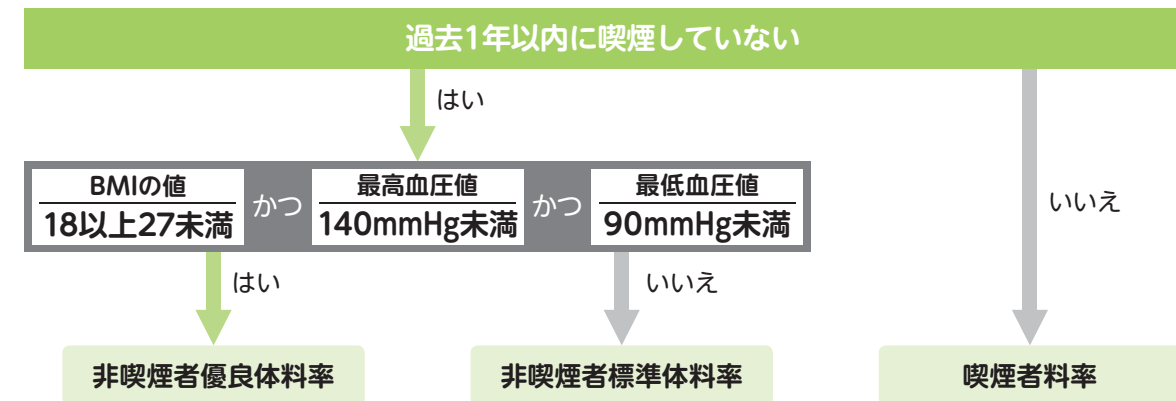 過去1年以内に喫煙していない
はい
いいえ
BMIの値
18以上27未満
かつ
最高血圧値
140mmHg未満
かつ
最低血圧値
90mmHg未満
はい
いいえ
非喫煙者優良体料率
非喫煙者標準体料率
喫煙者料率